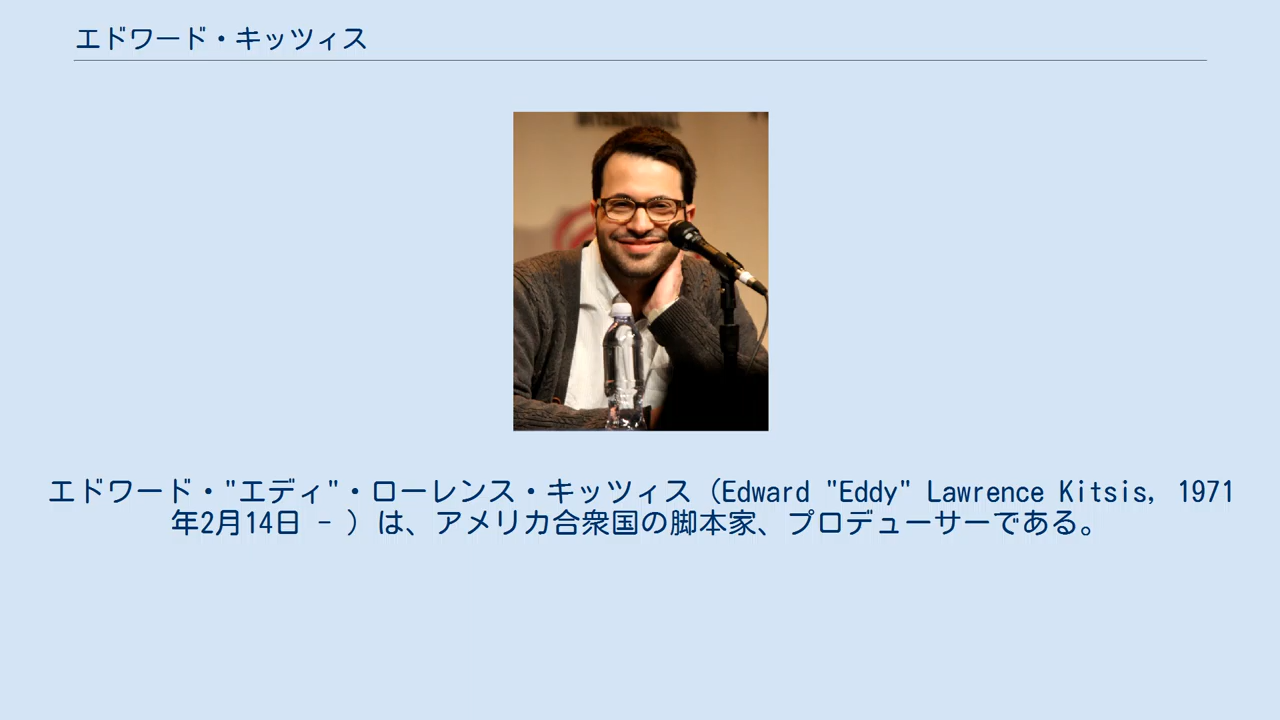 エドワード・キッツィス
エドワード・"エディ"・ローレンス・キッツィス（Edward "Eddy" Lawrence Kitsis, 1971
年2月14日 - ）は、アメリカ合衆国の脚本家、プロデューサーである。